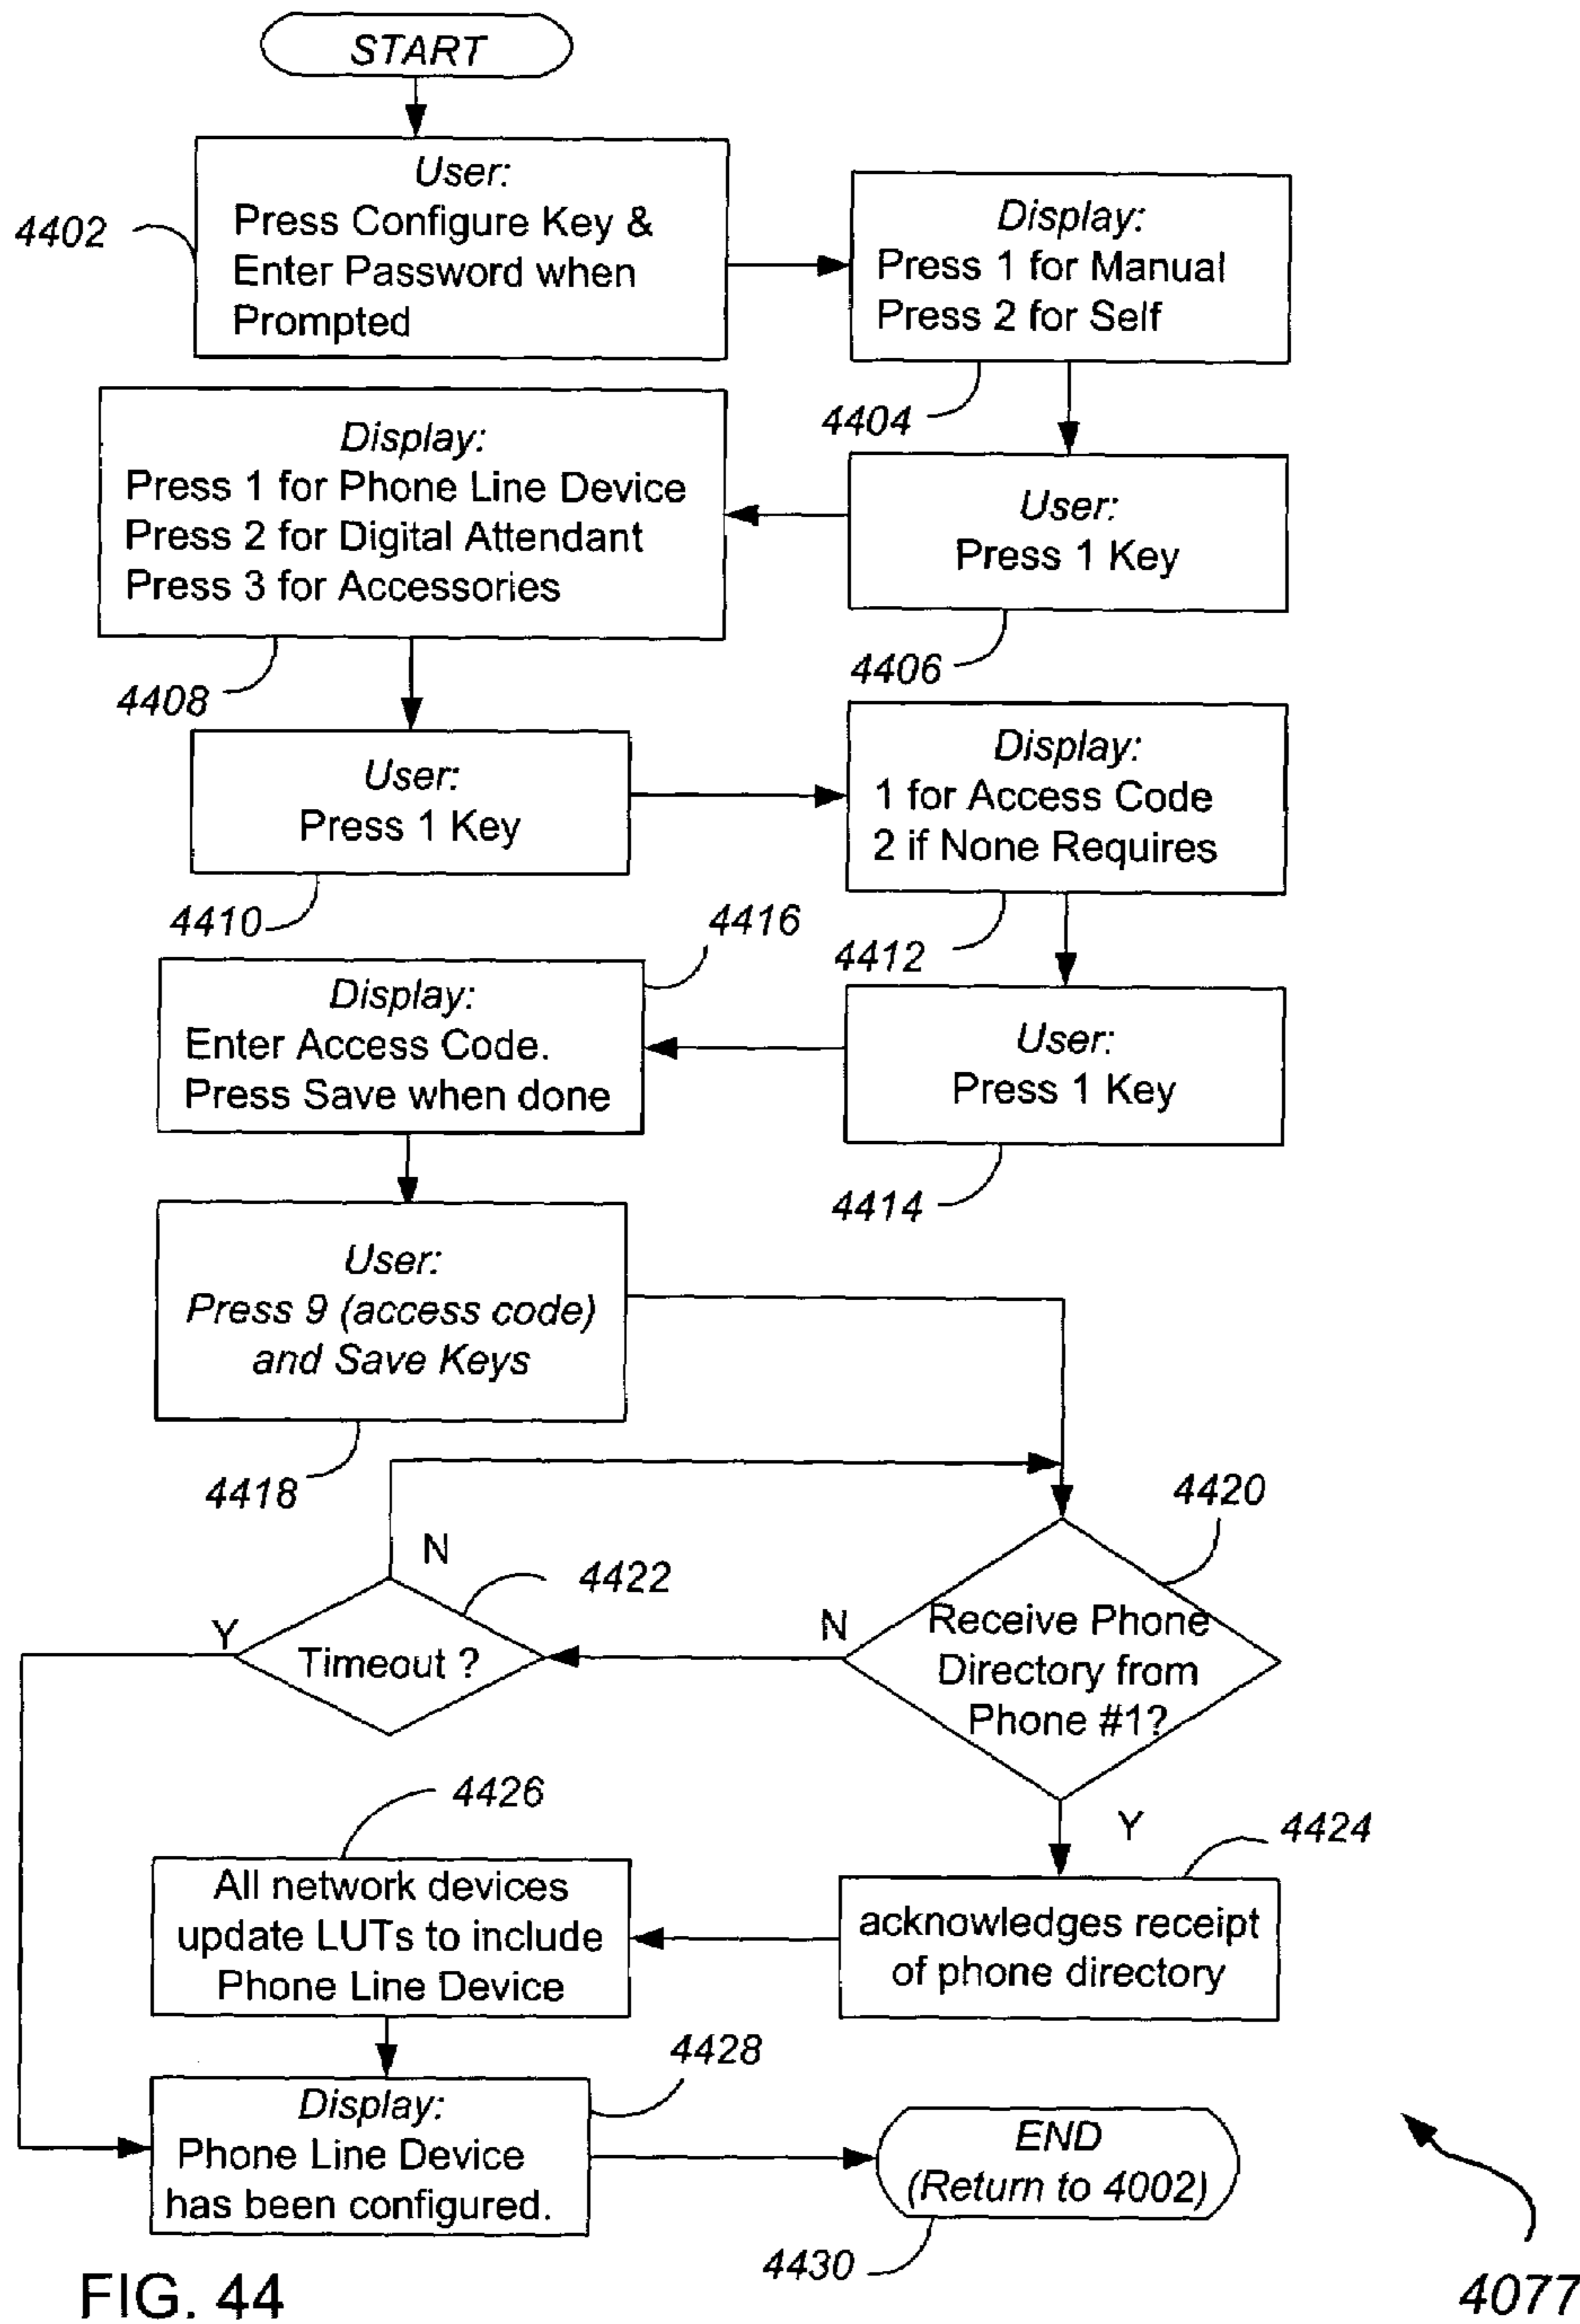 START
User:
Press Configure Key &
Enter Password when
Prompted
4402
Display:
Press 1 for Manual
Press 2 for Self
4404
User:
Press 1 Key
4406
Display:
Press 1 for Phone Line Device
Press 2 for Digital Attendant
Press 3 for Accessories
4408
User:
Press 1 Key
4410
Display:
1 for Access Code
2 if None Requires
4412
User:
Press 1 Key
4414
4416
Display:
Enter Access Code.
Press Save when done
User:
Press 9 (access code)
and Save Keys
4418
4420
Receive Phone
Directory from
Phone #1?
N
Y
4422
Timeout ?
N
Y
4424
acknowledges receipt
of phone directory
4426
All network devices
update LUTs to include
Phone Line Device
4428
Display:
Phone Line Device
has been configured.
END
(Return to 4002)
4430
FIG. 44
4077